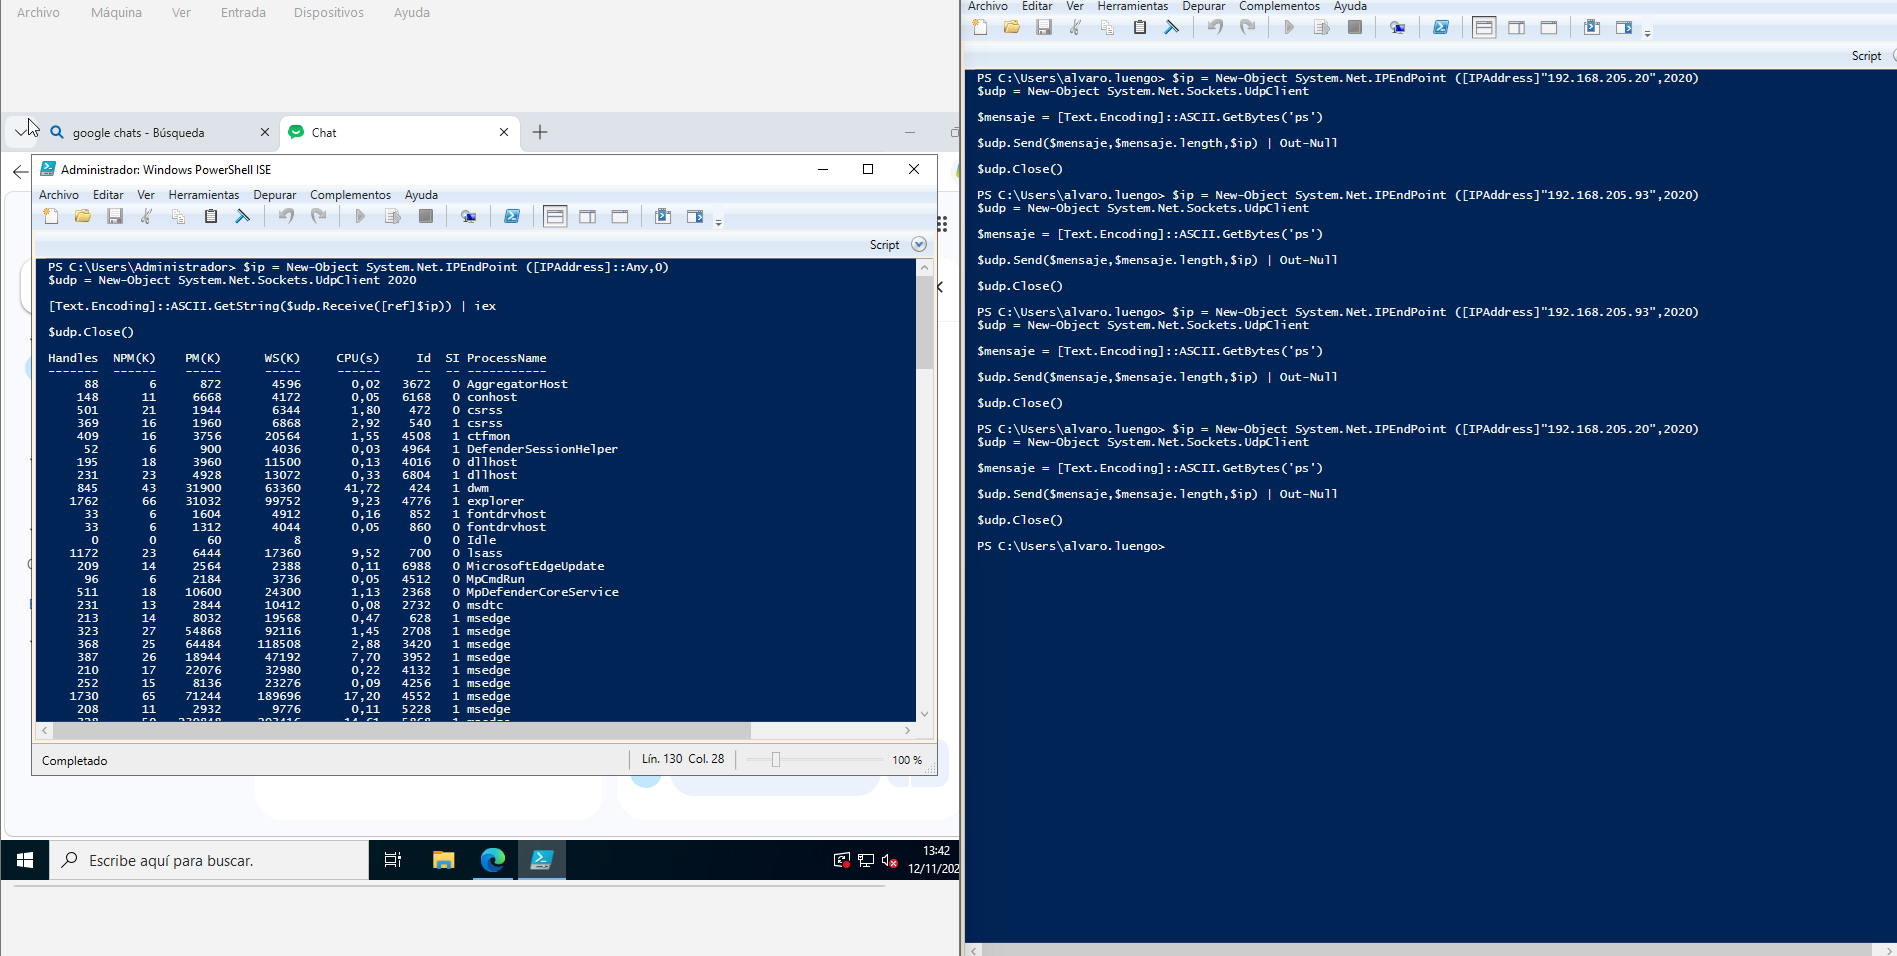 Archivo Máquina Ver Entrada Dispositivos Ayuda
google chats - Búsqueda
Chat
Administrador: Windows PowerShell ISE
Archivo Editar Ver Herramientas Depurar Complementos Ayuda
Script
PS C:\Users\Administrador> $ip = New-Object System.Net.IPEndPoint ([IPAddress]::Any,0)
$udp = New-Object System.Net.Sockets.UdpClient 2020
[Text.Encoding]::ASCII.GetString($udp.Receive([ref]$ip)) | iex
$udp.Close()
Handles NPM(K) PM(K) WS(K) CPU(s) Id SI ProcessName
------- ------ ----- ----- ------ -- -- -----------
88 6 872 4596 0,02 3672 0 AggregatorHost
148 11 6668 4172 0,05 6168 0 conhost
501 21 1944 6344 1,80 472 0 csrss
369 16 1960 6868 2,92 540 1 csrss
409 16 3756 20564 1,55 4508 1 ctfmon
52 6 900 4036 0,03 4964 1 DefenderSessionHelper
195 18 3960 11500 0,13 4016 0 dllhost
231 23 4928 13072 0,33 6804 1 dllhost
845 43 31900 63360 41,72 424 1 dwm
1762 66 31032 99752 9,23 4776 1 explorer
33 6 1604 4912 0,16 852 1 fontdrvhost
33 6 1312 4044 0,05 860 0 fontdrvhost
0 0 60 8 0 0 Idle
1172 23 6444 17360 9,52 700 0 lsass
209 14 2564 2388 0,11 6988 0 MicrosoftEdgeUpdate
96 6 2184 3736 0,05 4512 0 MpCmdRun
511 18 10600 24300 1,13 2368 0 MpDefenderCoreService
231 13 2844 10412 0,08 2732 0 msdtc
213 14 8032 19568 0,47 628 1 msedge
323 27 54868 92116 1,45 2708 1 msedge
368 25 64484 118508 2,88 3420 1 msedge
387 26 18944 47192 7,70 3952 1 msedge
210 17 22076 32980 0,22 4132 1 msedge
252 15 8136 23276 0,09 4256 1 msedge
1730 65 71244 189696 17,20 4552 1 msedge
208 11 2932 9776 0,11 5228 1 msedge
Completado
Lín. 130 Col. 28
100 %
Escribe aquí para buscar.
13:42
12/11/202
Archivo Editar Ver Herramientas Depurar Complementos Ayuda
Script
PS C:\Users\alvaro.luengo> $ip = New-Object System.Net.IPEndPoint ([IPAddress]"192.168.205.20",2020)
$udp = New-Object System.Net.Sockets.UdpClient
$mensaje = [Text.Encoding]::ASCII.GetBytes('ps')
$udp.Send($mensaje,$mensaje.length,$ip) | Out-Null
$udp.Close()
PS C:\Users\alvaro.luengo> $ip = New-Object System.Net.IPEndPoint ([IPAddress]"192.168.205.93",2020)
$udp = New-Object System.Net.Sockets.UdpClient
$mensaje = [Text.Encoding]::ASCII.GetBytes('ps')
$udp.Send($mensaje,$mensaje.length,$ip) | Out-Null
$udp.Close()
PS C:\Users\alvaro.luengo> $ip = New-Object System.Net.IPEndPoint ([IPAddress]"192.168.205.93",2020)
$udp = New-Object System.Net.Sockets.UdpClient
$mensaje = [Text.Encoding]::ASCII.GetBytes('ps')
$udp.Send($mensaje,$mensaje.length,$ip) | Out-Null
$udp.Close()
PS C:\Users\alvaro.luengo> $ip = New-Object System.Net.IPEndPoint ([IPAddress]"192.168.205.20",2020)
$udp = New-Object System.Net.Sockets.UdpClient
$mensaje = [Text.Encoding]::ASCII.GetBytes('ps')
$udp.Send($mensaje,$mensaje.length,$ip) | Out-Null
$udp.Close()
PS C:\Users\alvaro.luengo>